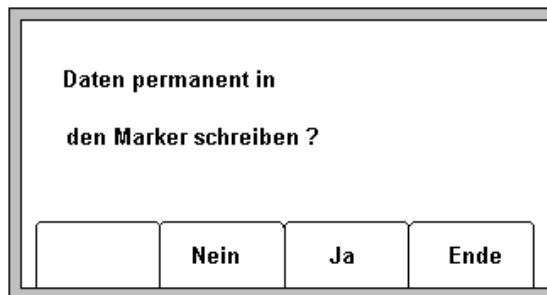 Daten permanent in
den Marker schreiben ?
Nein Ja Ende